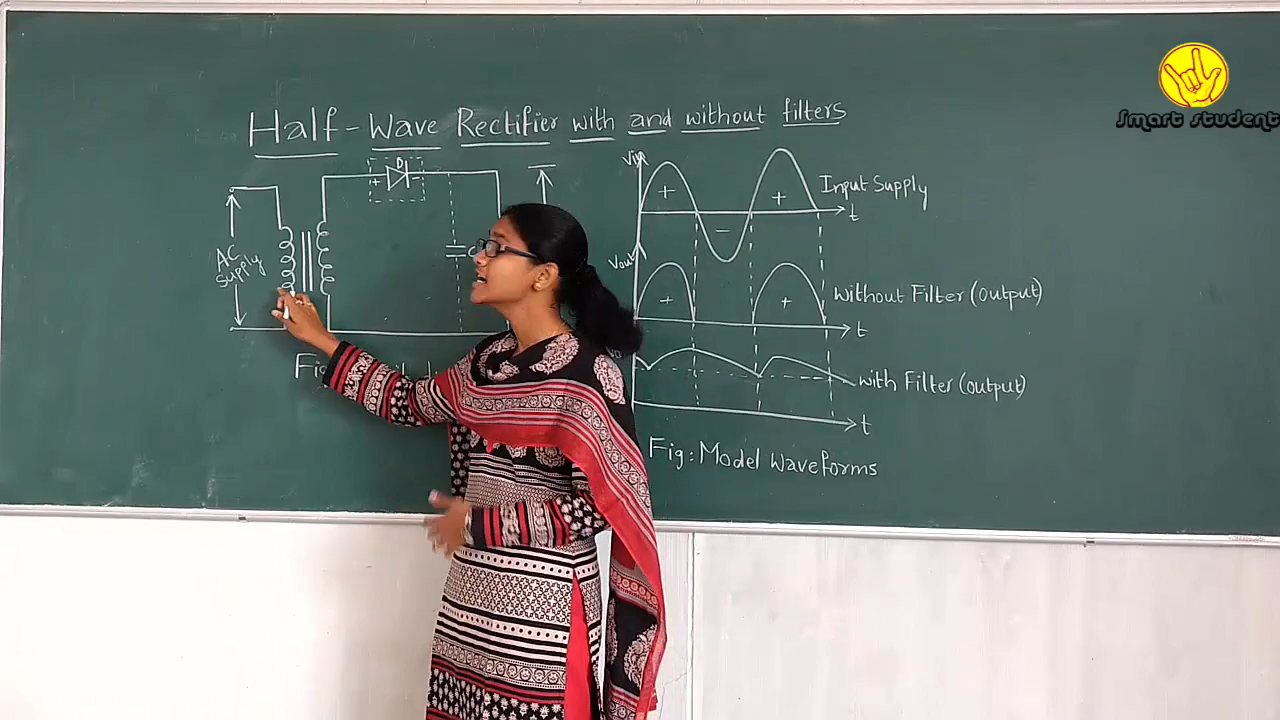 Smart student
Half-Wave Rectifier with and without filters
D
+ -
AC
Supply
C
Vin
+ - +
Input Supply
t
Vout
+ +
Without Filter (output)
t
With Filter (output)
t
Fig: Model Waveforms